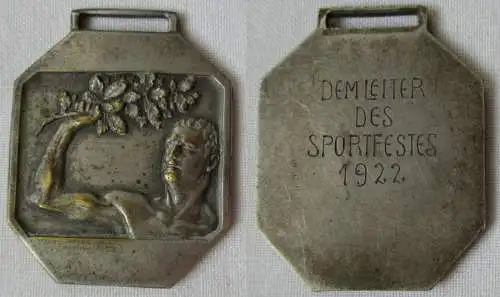 DEM LEITER
DES
SPORTFESTES
1922